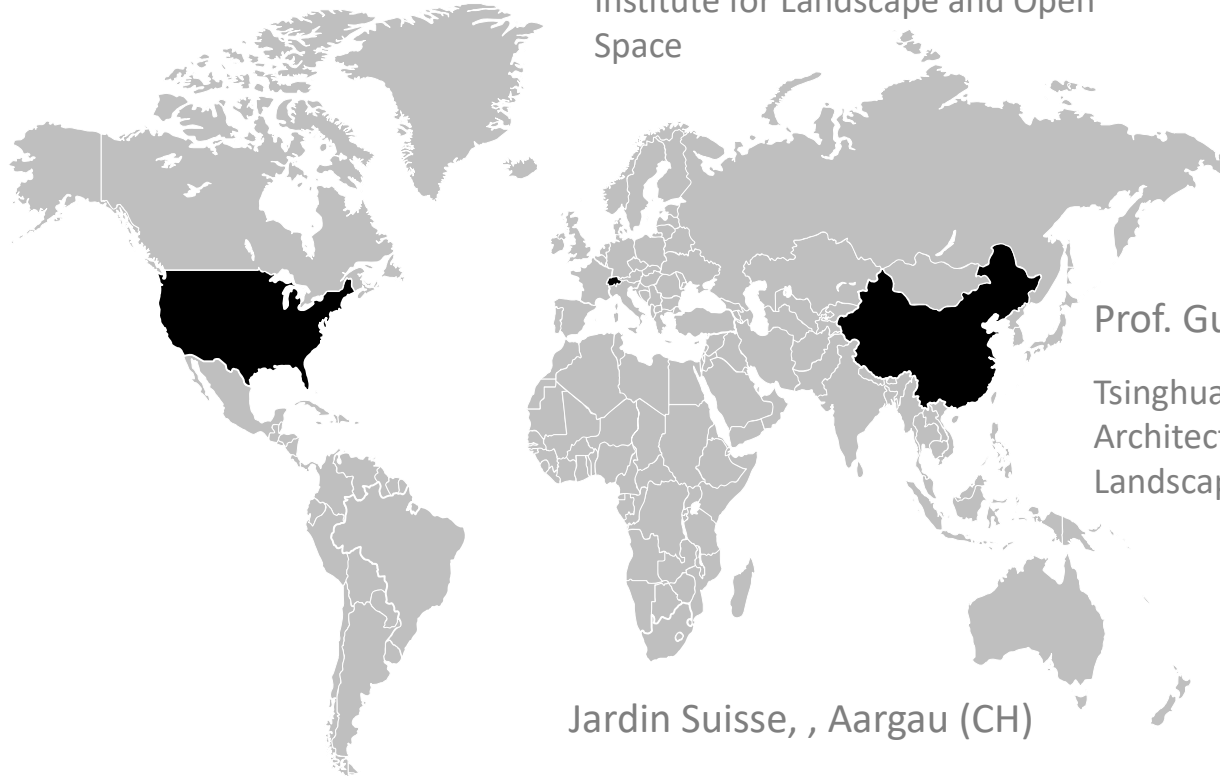 Institute for Landscape and Open
Space
Prof. Gu
Tsinghua
Architect
Landscap
Jardin Suisse, , Aargau (CH)